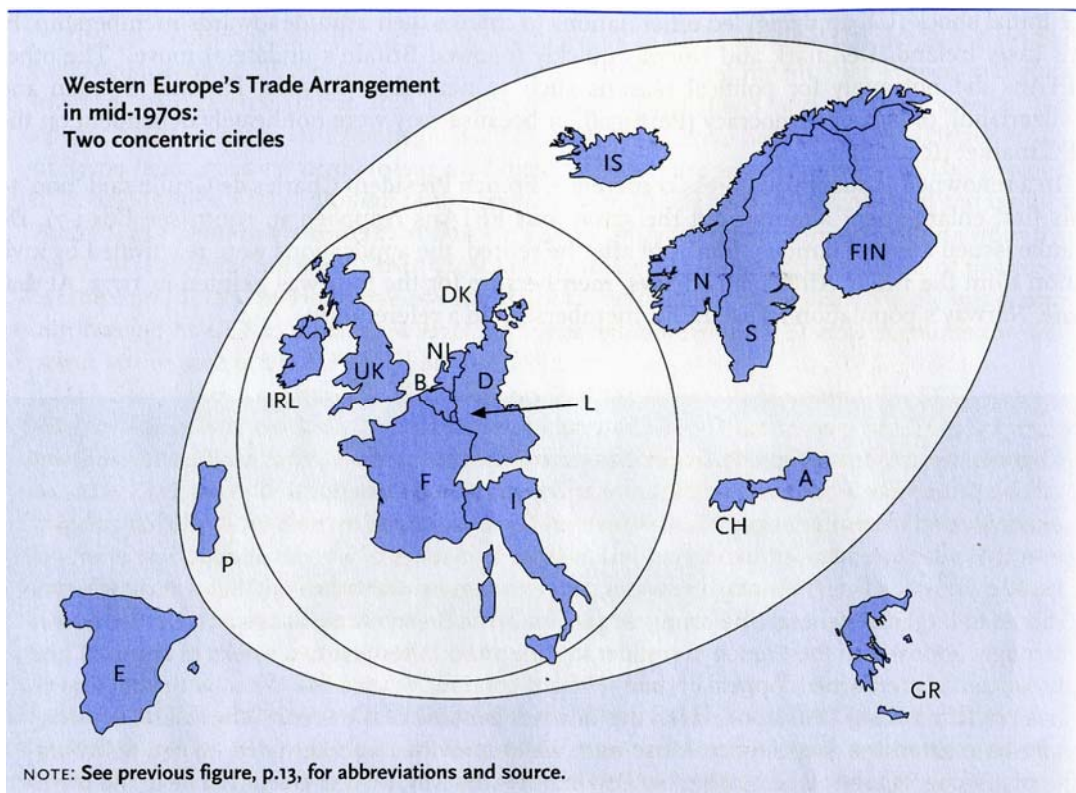 Western Europe's Trade Arrangement
in mid-1970s:
Two concentric circles
IS
FIN
N
S
DK
NL
UK
B
D
IRL
L
F
I
A
CH
P
E
GR
NOTE: See previous figure, p.13, for abbreviations and source.